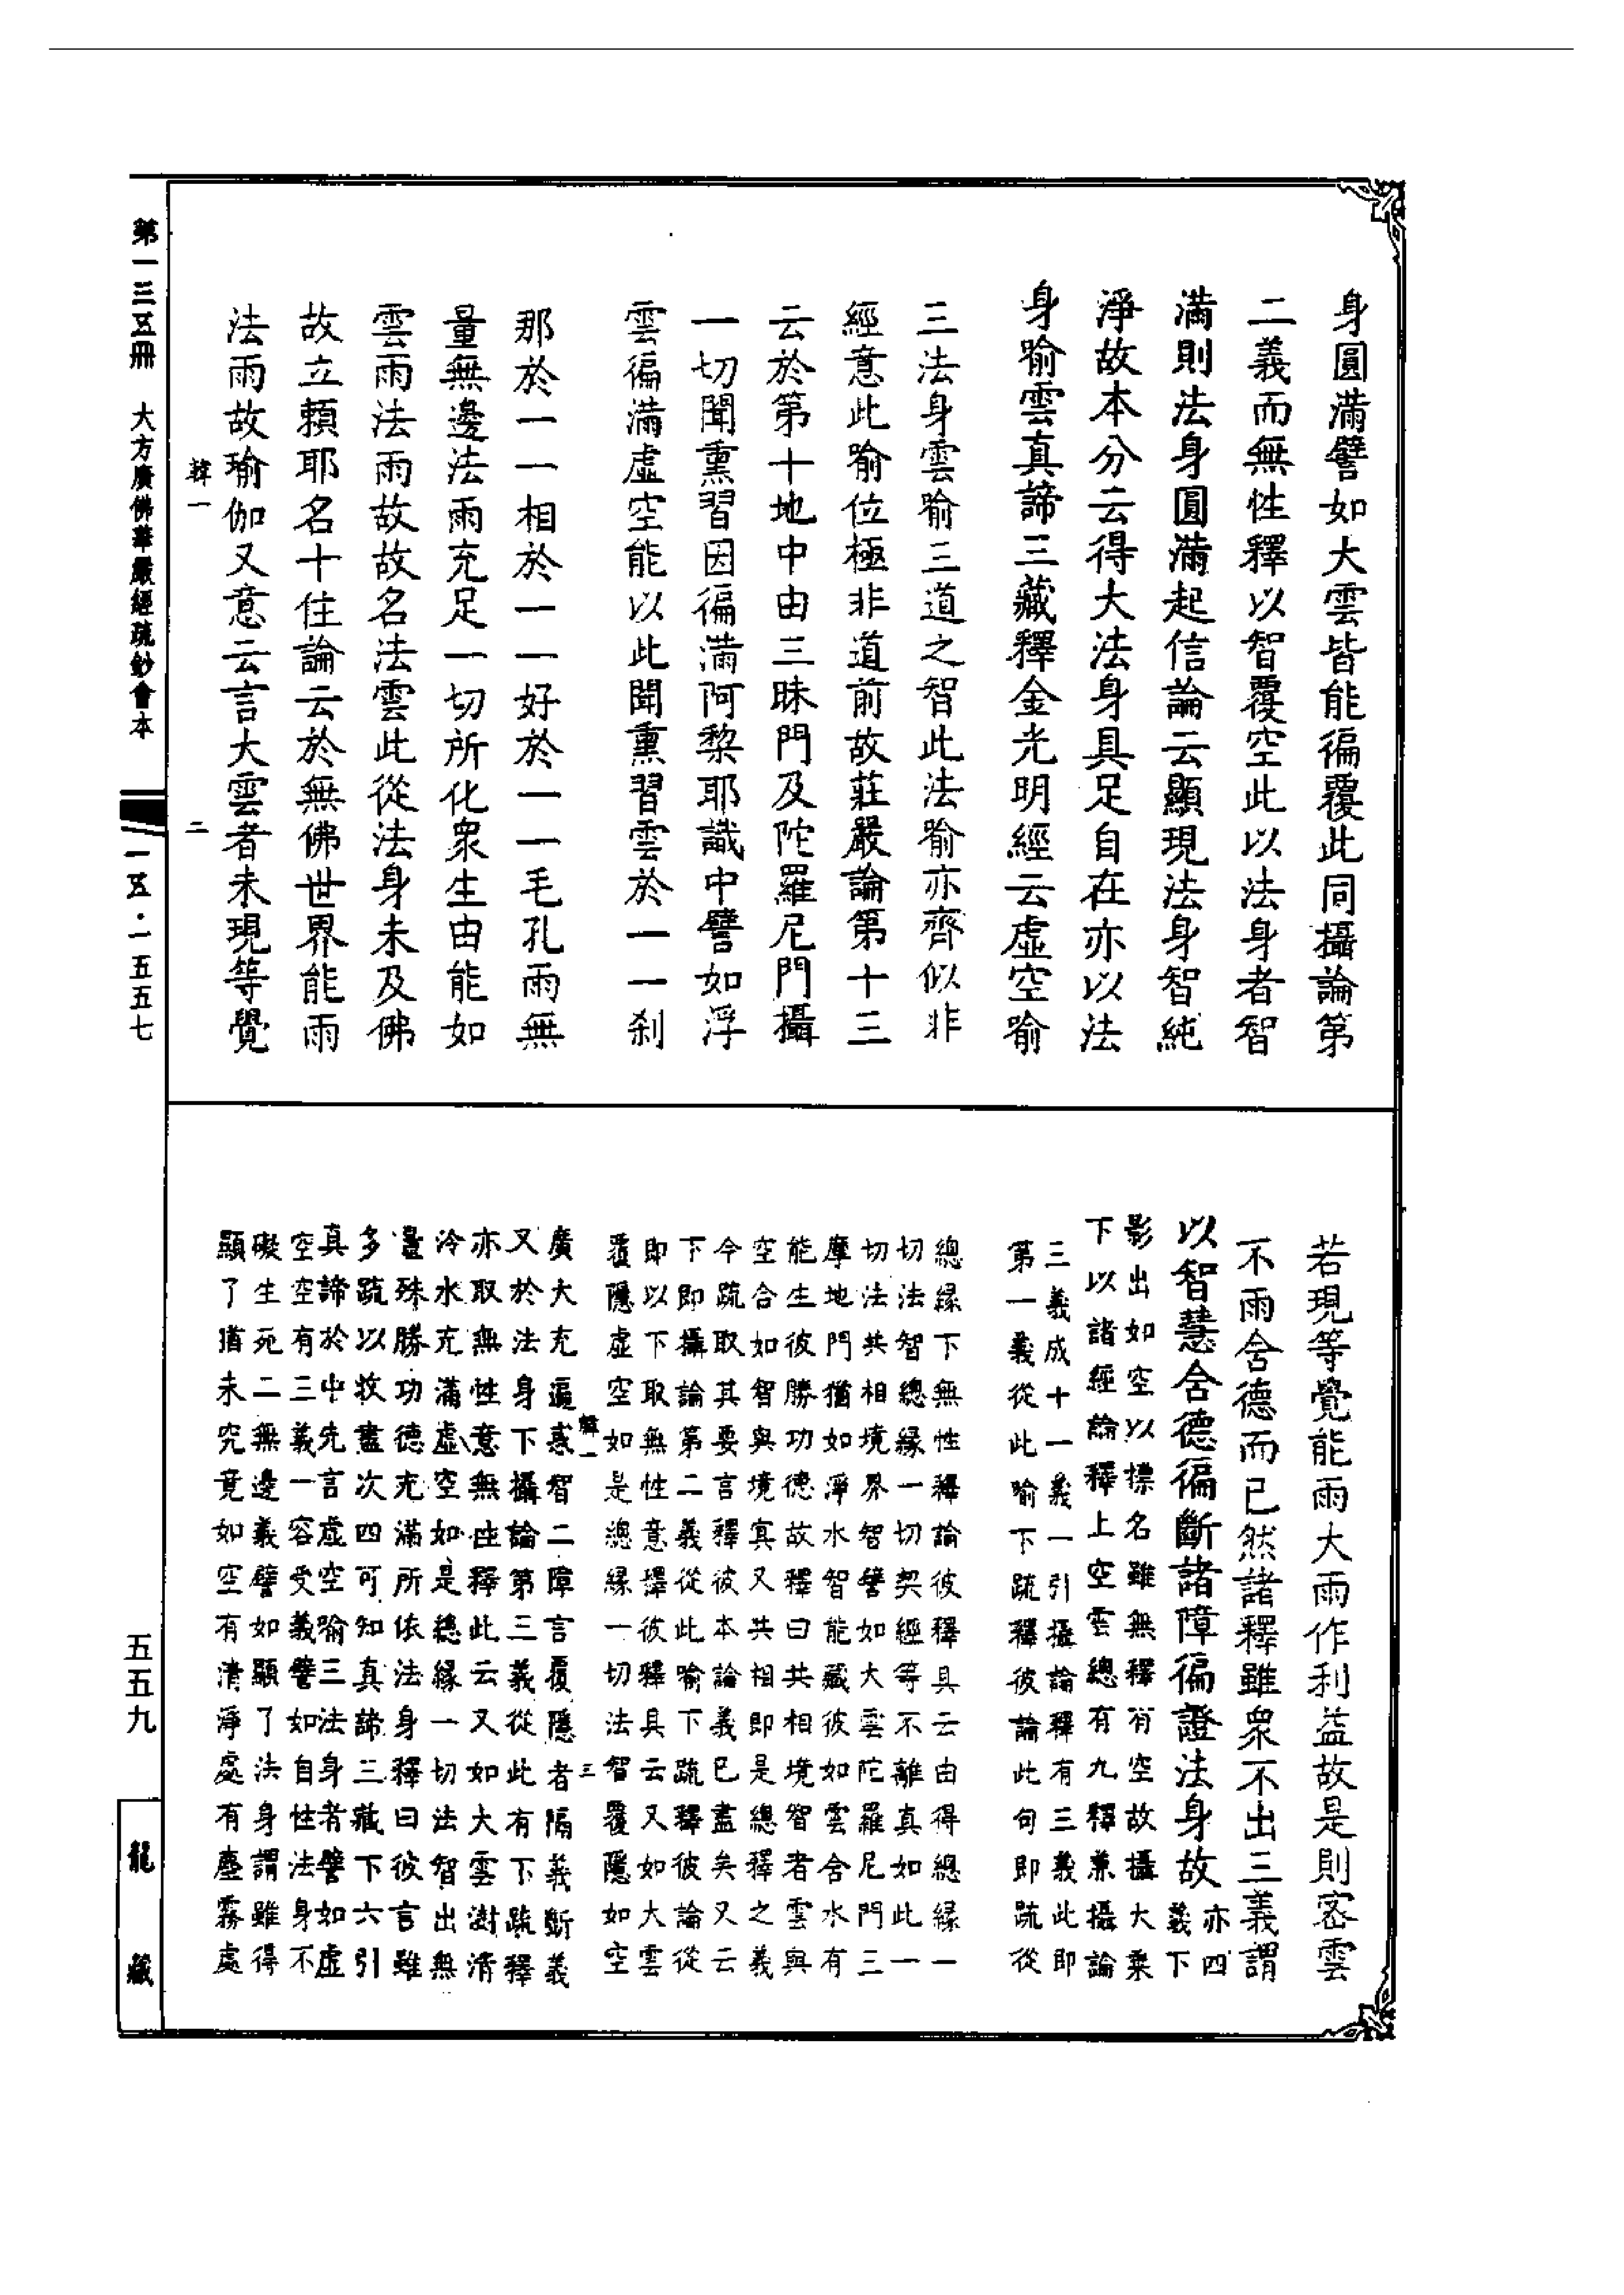 身圓滿譬如大雲皆能徧覆此同攝論第
二義而無性釋以智覆空此以法身者智
滿則法身圓滿起信論云顯現法身智純
淨故本分云得大法身具足自在亦以法
身喻雲真諦三藏釋金光明經云虛空喻
三法身雲喻三道之智此法喻亦齊似非
經意此喻位極非道前故莊嚴論第十三
云於第十地中由三昧門及陀羅尼門攝
一切聞熏習因徧滿阿棃耶識中譬如浮
雲徧滿虛空能以此聞熏習雲於一一剎
那於一一相於一一好於一一毛孔雨無
量無邊法雨充足一切所化衆生由能如
雲雨法雨故故名法雲此從法身未及佛
故立賴耶名十住論云於無佛世界能雨
法雨故瑜伽又意云言大雲者未現等覺
韓一 二
若現等覺能雨大雨作利益故是則密雲
不雨含德而已然諸釋雖衆不出三義謂
以智慧含德徧斷諸障徧證法身故亦四
義下
影出如空以標名雖無釋有空故攝大乘
下以諸經論釋上空雲總有九釋兼攝論
三義成十一義一引攝論釋有三義此即
第一義從此喻下疏釋彼論此句即疏從
總緣下無性釋論彼釋具云由得總緣一
切法智總緣一切契經等不離真如此一
切法共相境界智譬如大雲陀羅尼門三
摩地門猶如淨水智能藏彼如雲含水有
能生彼勝功德故釋曰共相境智者雲與
空合如智與境冥又共相即是總釋之義
今疏取其要言釋彼本論義已盡矣又云
下即攝論第二義從此喻下疏釋彼論從
即以下取無性意釋彼釋具云又如大雲
覆隱虛空如是總緣一切法智覆隱如空
韓一 三
廣大充遍惑智二障言覆隱者隔義斷義
又於法身下攝論第三義從此有下疏釋
亦取無性意無性釋此云又如大雲澍清
冷水充滿虛空如是總緣一切法智出無
量殊勝功德充滿所依法身釋曰彼言雖
多疏以收盡次四可知真諦三藏下六引
真諦於中先言虛空喻三法身者譬如虛
空空有三義一容受義譬如自性法身不
礙生死二無邊義譬如顯了法身謂雖得
顯了猶未究竟如空有清淨處有塵霧處
第一三五冊 大方廣佛華嚴經疏鈔會本
一五·一五五七
五五九
龍藏